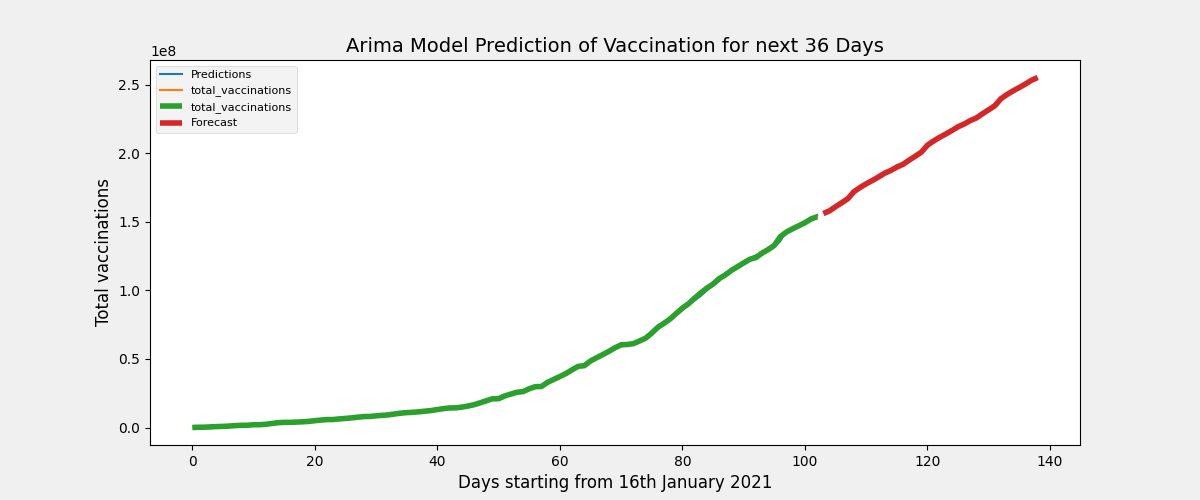 Arima Model Prediction of Vaccination for next 36 Days
1e8
Predictions
total_vaccinations
total_vaccinations
Forecast
2.5
2.0
1.5
1.0
0.5
0.0
Total vaccinations
0 20 40 60 80 100 120 140
Days starting from 16th January 2021